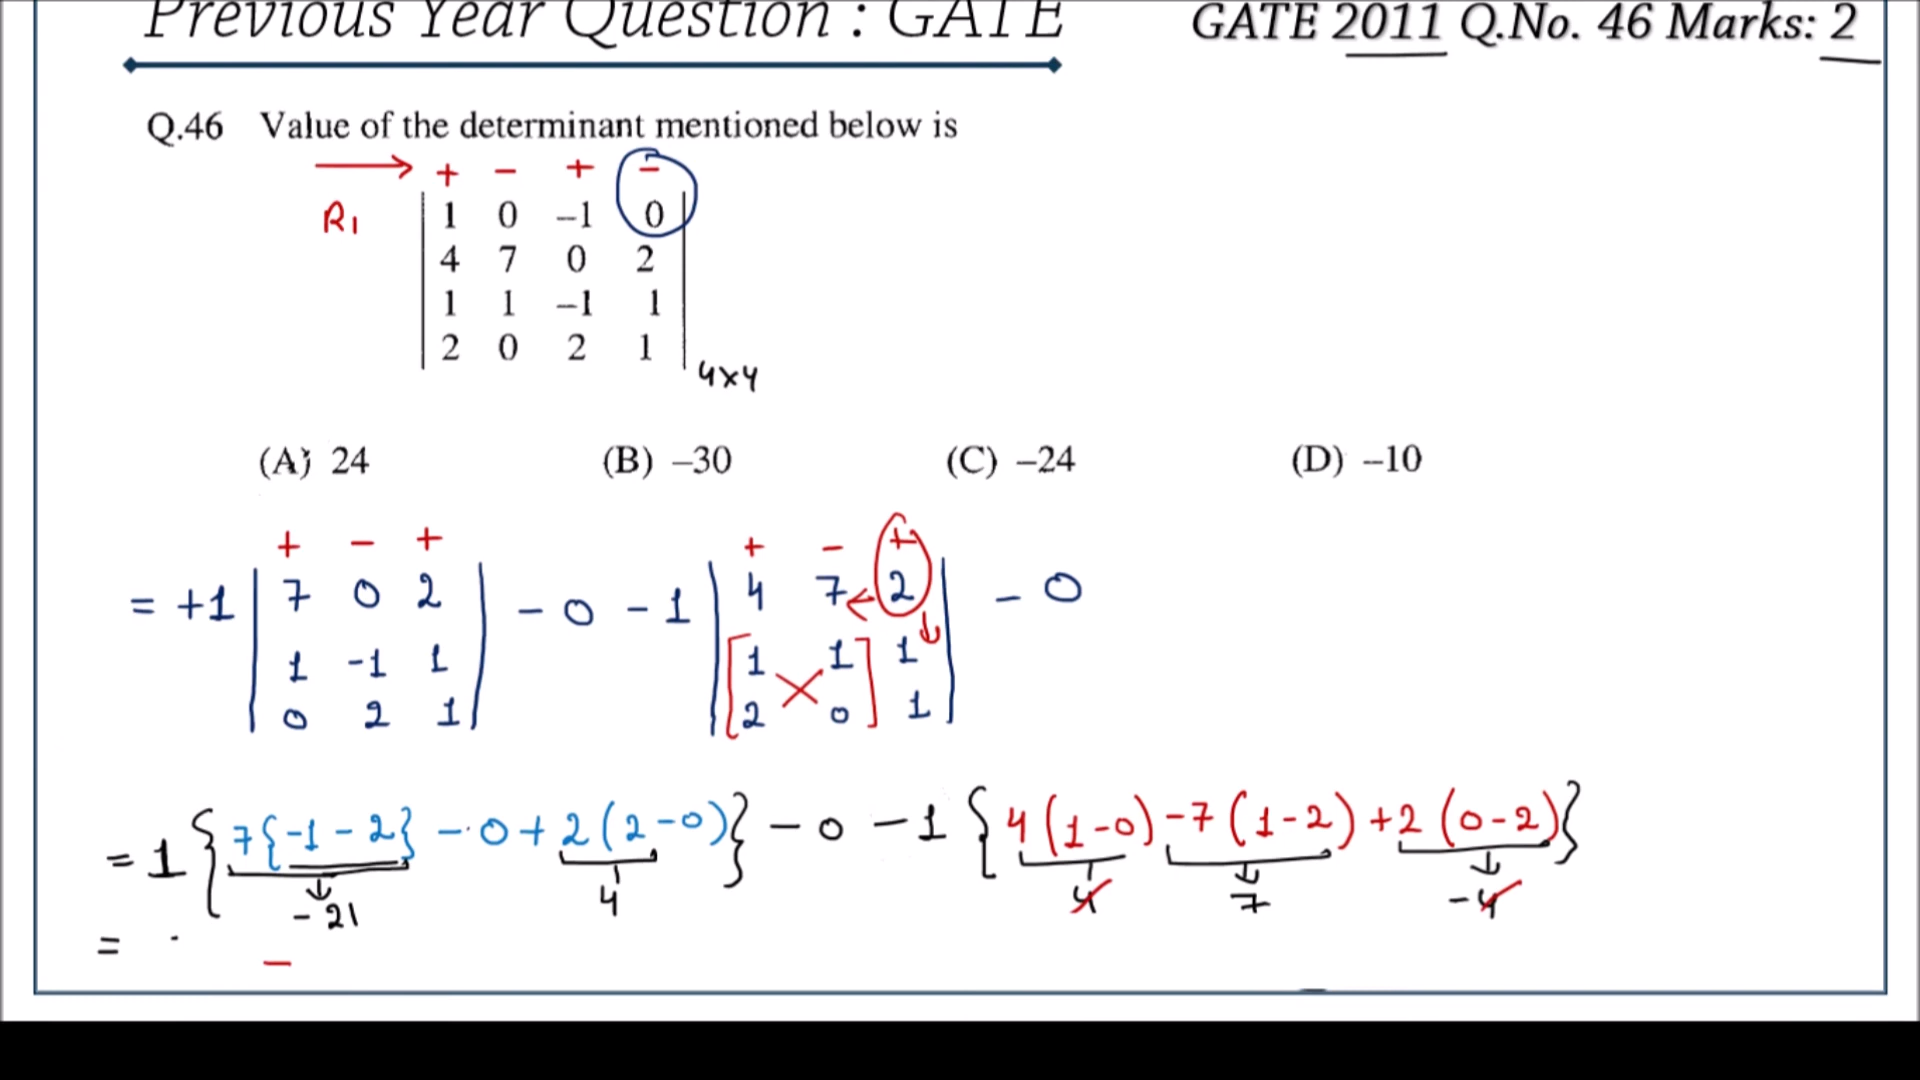 Previous Year Question : GATE
GATE 2011 Q.No. 46 Marks: 2
Q.46 Value of the determinant mentioned below is
+ − + −
R1
1 0 −1 0
4 7 0 2
1 1 −1 1
2 0 2 1
4×4
(A) 24 (B) −30 (C) −24 (D) −10
+ − + + − +
= +1 | 7 0 2 | − 0 − 1 | 4 7 2 | − 0
1 -1 1 1 1 1
0 2 1 2 0 1
= 1 { 7{-1 - 2} - 0 + 2 (2-0)} - 0 - 1 { 4 (1-0) - 7 (1-2) + 2 (0-2)}
- 21 4 4 7 -4
= -